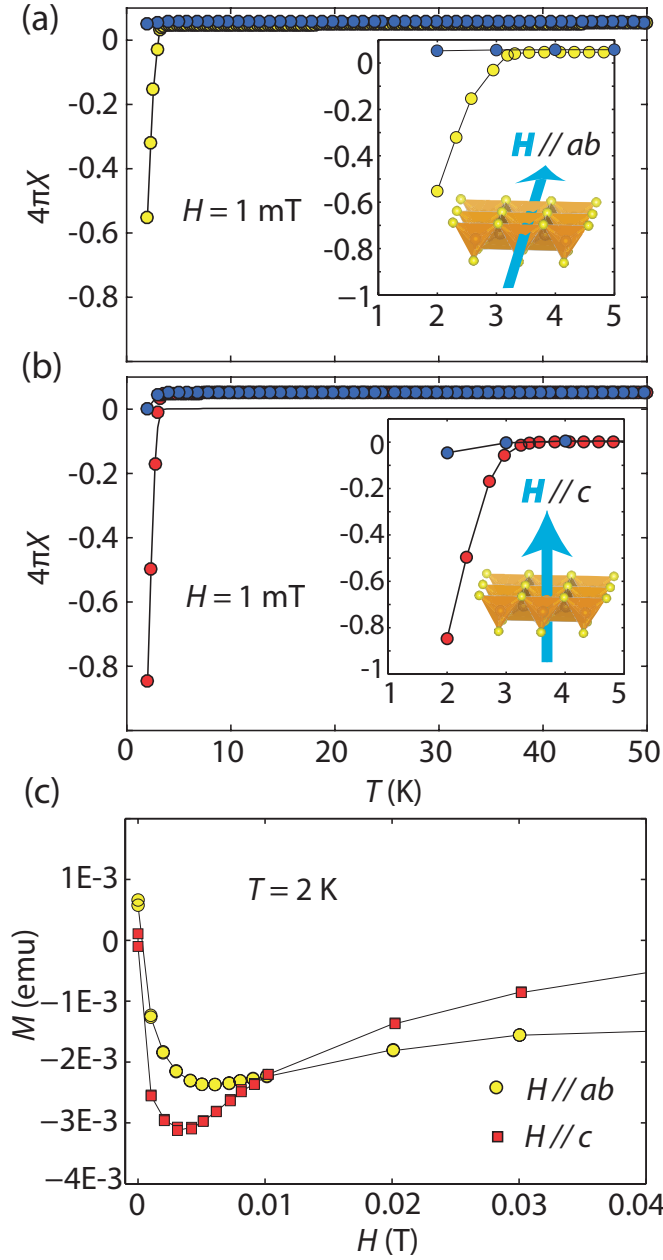 (a)
0
-0.2
-0.4
-0.6
-0.8
4πX
H = 1 mT
0
-0.2
-0.4
-0.6
-0.7
-0.8
−1
1 2 3 4 5
H // ab
(b)
0
-0.2
-0.4
-0.6
-0.8
4πX
H = 1 mT
0
-0.2
-0.4
-0.6
-0.8
-1
1 2 3 4 5
H // c
0 10 20 30 40 50
T (K)
(c)
1E-3
0
−1E-3
−2E-3
−3E-3
−4E-3
M (emu)
T = 2 K
H // ab
H // c
0 0.01 0.02 0.03 0.04
H (T)